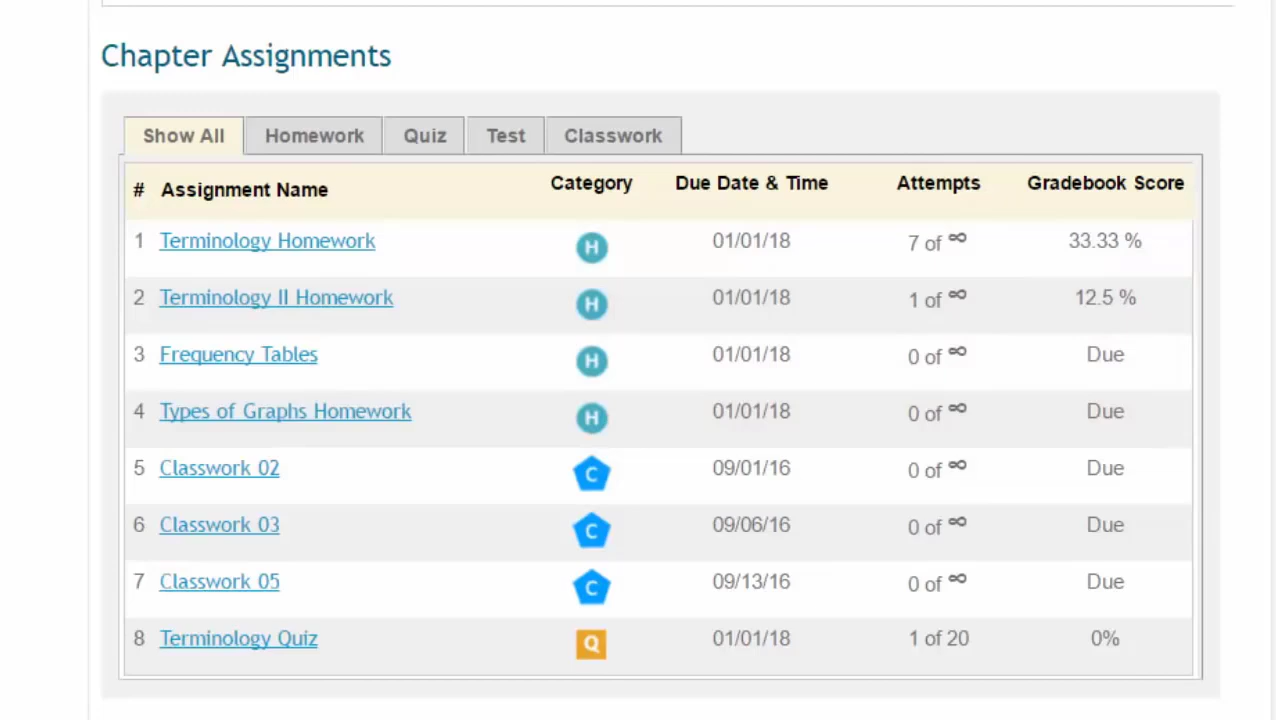 Chapter Assignments
Show All Homework Quiz Test Classwork
# Assignment Name Category Due Date & Time Attempts Gradebook Score
1 Terminology Homework H 01/01/18 7 of ∞ 33.33 %
2 Terminology II Homework H 01/01/18 1 of ∞ 12.5 %
3 Frequency Tables H 01/01/18 0 of ∞ Due
4 Types of Graphs Homework H 01/01/18 0 of ∞ Due
5 Classwork 02 C 09/01/16 0 of ∞ Due
6 Classwork 03 C 09/06/16 0 of ∞ Due
7 Classwork 05 C 09/13/16 0 of ∞ Due
8 Terminology Quiz Q 01/01/18 1 of 20 0%